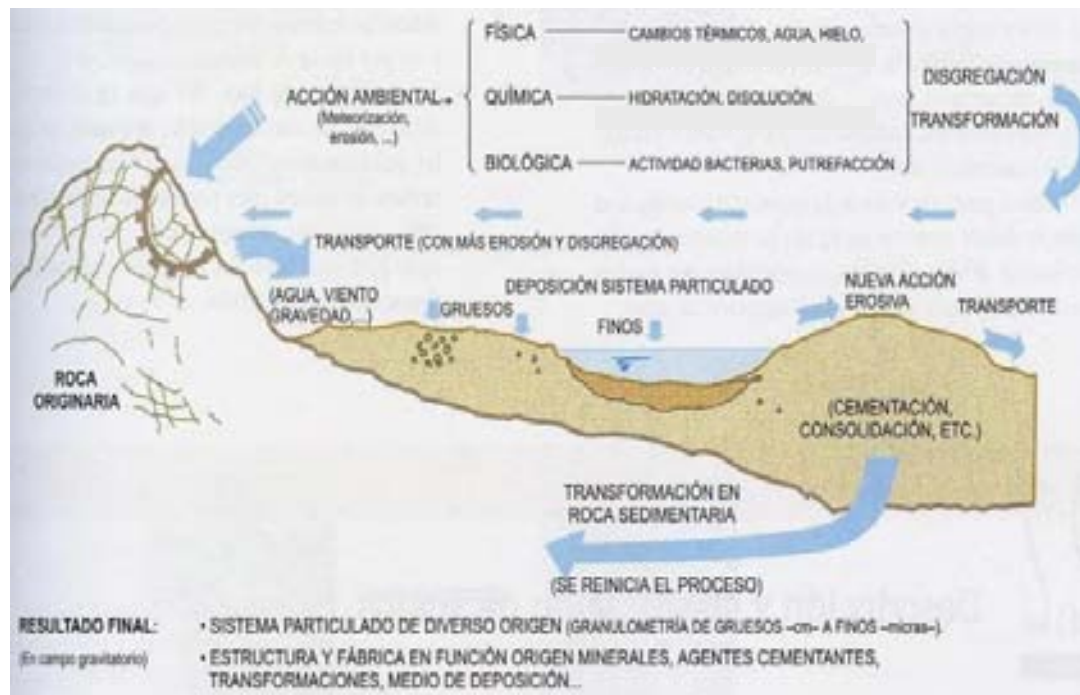 FÍSICA CAMBIOS TÉRMICOS, AGUA, HIELO,
DISGREGACIÓN
ACCIÓN AMBIENTAL
QUÍMICA HIDRATACIÓN, DISOLUCIÓN,
(Meteorización,
erosión, ...)
TRANSFORMACIÓN
BIOLÓGICA ACTIVIDAD BACTERIAS, PUTREFACCIÓN
TRANSPORTE (CON MÁS EROSIÓN Y DISGREGACIÓN)
(AGUA, VIENTO
GRAVEDAD,...)
GRUESOS
DEPOSICIÓN SISTEMA PARTICULADO
FINOS
NUEVA ACCIÓN
EROSIVA
TRANSPORTE
ROCA
ORIGINARIA
(CEMENTACIÓN,
CONSOLIDACIÓN, ETC.)
TRANSFORMACIÓN EN
ROCA SEDIMENTARIA
(SE REINICIA EL PROCESO)
RESULTADO FINAL: • SISTEMA PARTICULADO DE DIVERSO ORIGEN (GRANULOMETRÍA DE GRUESOS –cm– A FINOS –micras–).
(En campo gravitatorio) • ESTRUCTURA Y FÁBRICA EN FUNCIÓN ORIGEN MINERALES, AGENTES CEMENTANTES,
TRANSFORMACIONES, MEDIO DE DEPOSICIÓN...